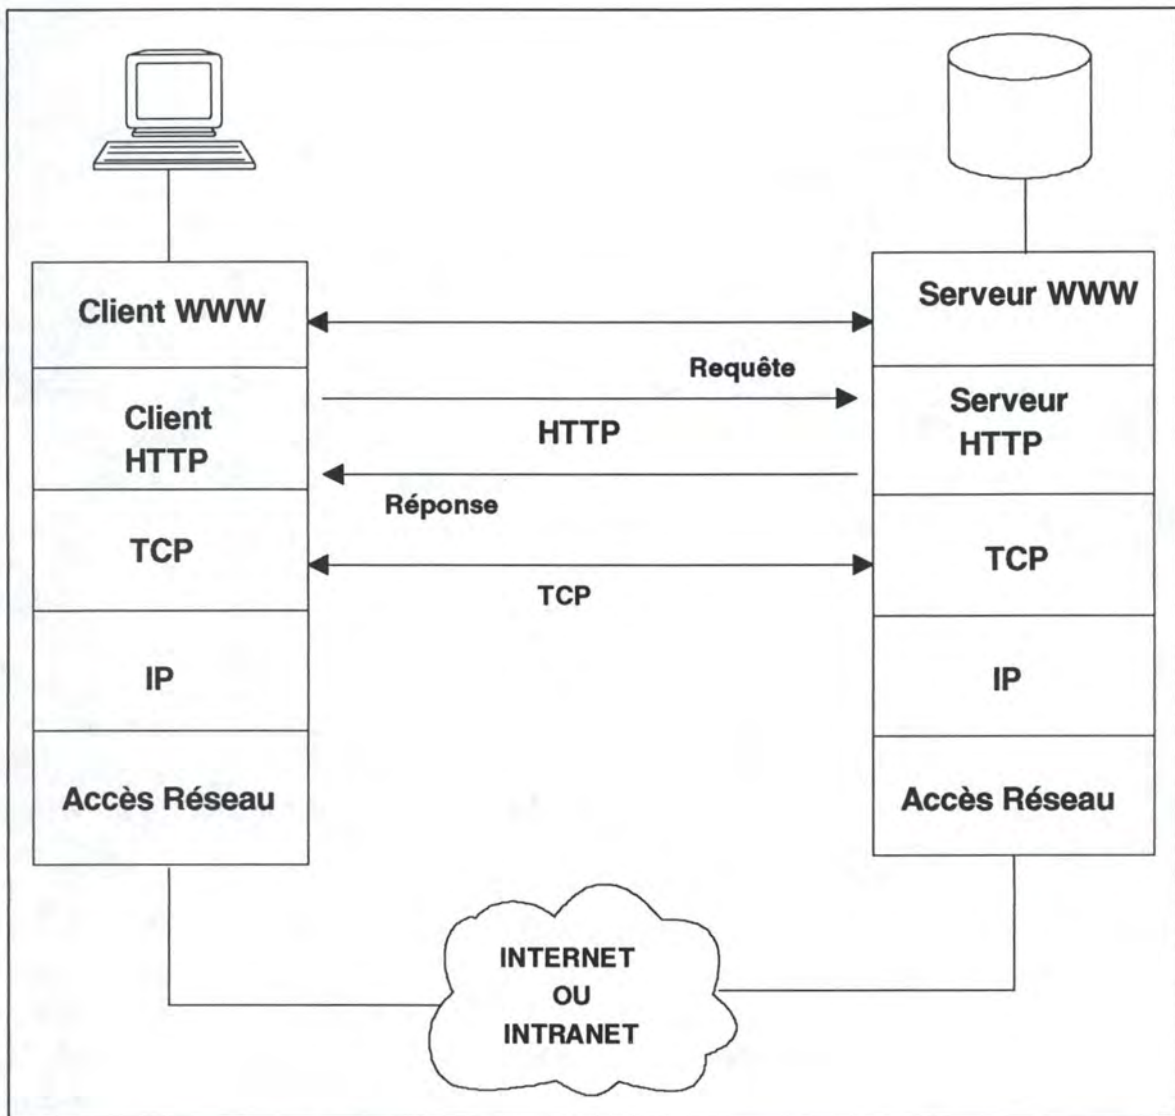 Client WWW
Serveur WWW
Requête
Client
HTTP
HTTP
Serveur
HTTP
Réponse
TCP
TCP
TCP
IP
IP
Accès Réseau
Accès Réseau
INTERNET
OU
INTRANET